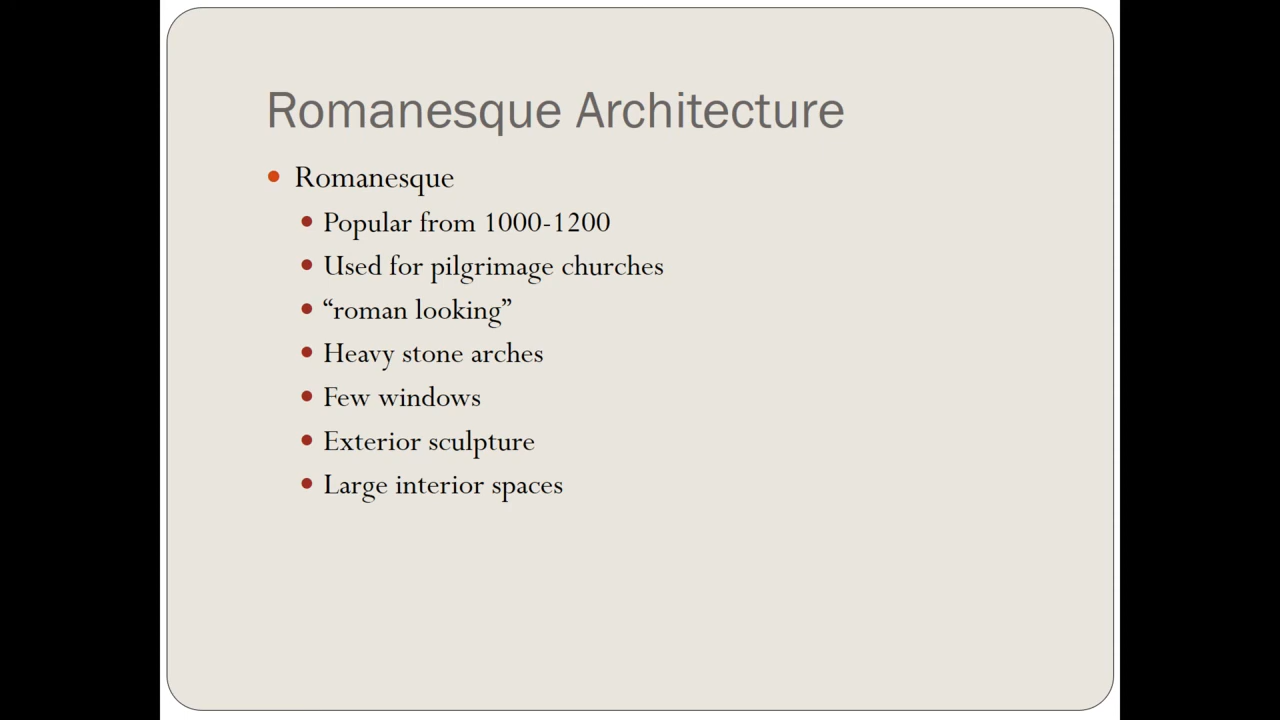 Romanesque Architecture
Romanesque
Popular from 1000-1200
Used for pilgrimage churches
“roman looking”
Heavy stone arches
Few windows
Exterior sculpture
Large interior spaces